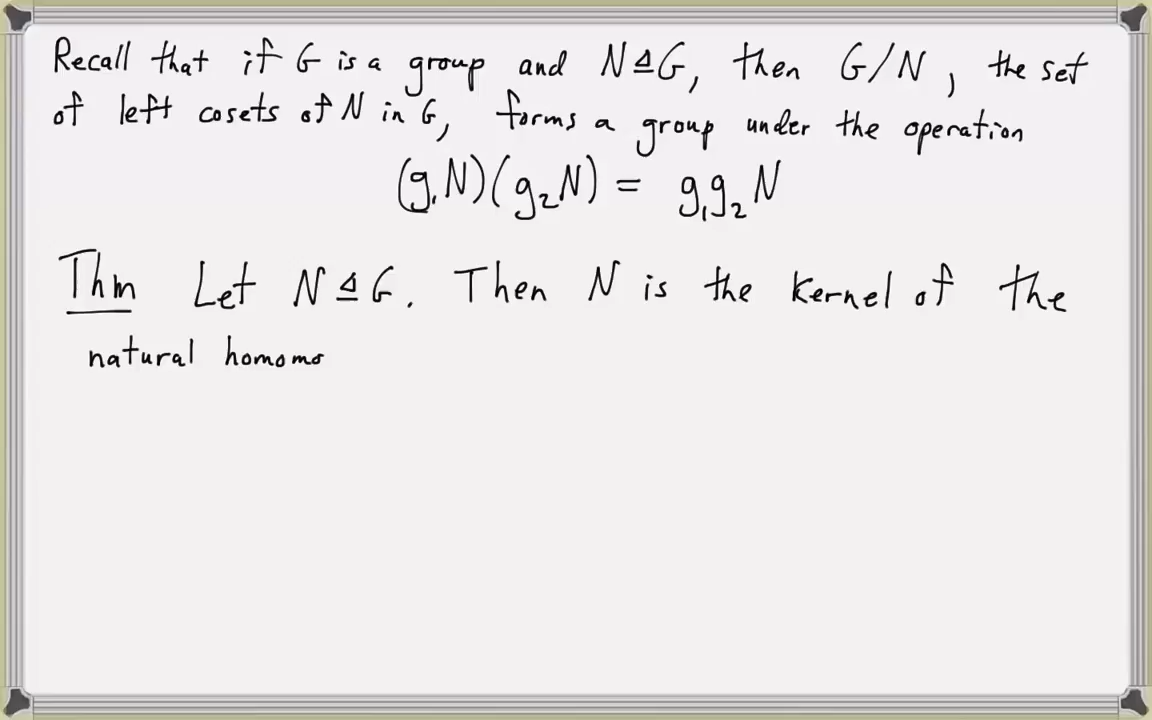 Recall that if G is a group and N⊴G, then G/N, the set
of left cosets of N in G, forms a group under the operation
(g₁N)(g₂N) = g₁g₂N
Thm Let N⊴G. Then N is the kernel of the
natural homomo